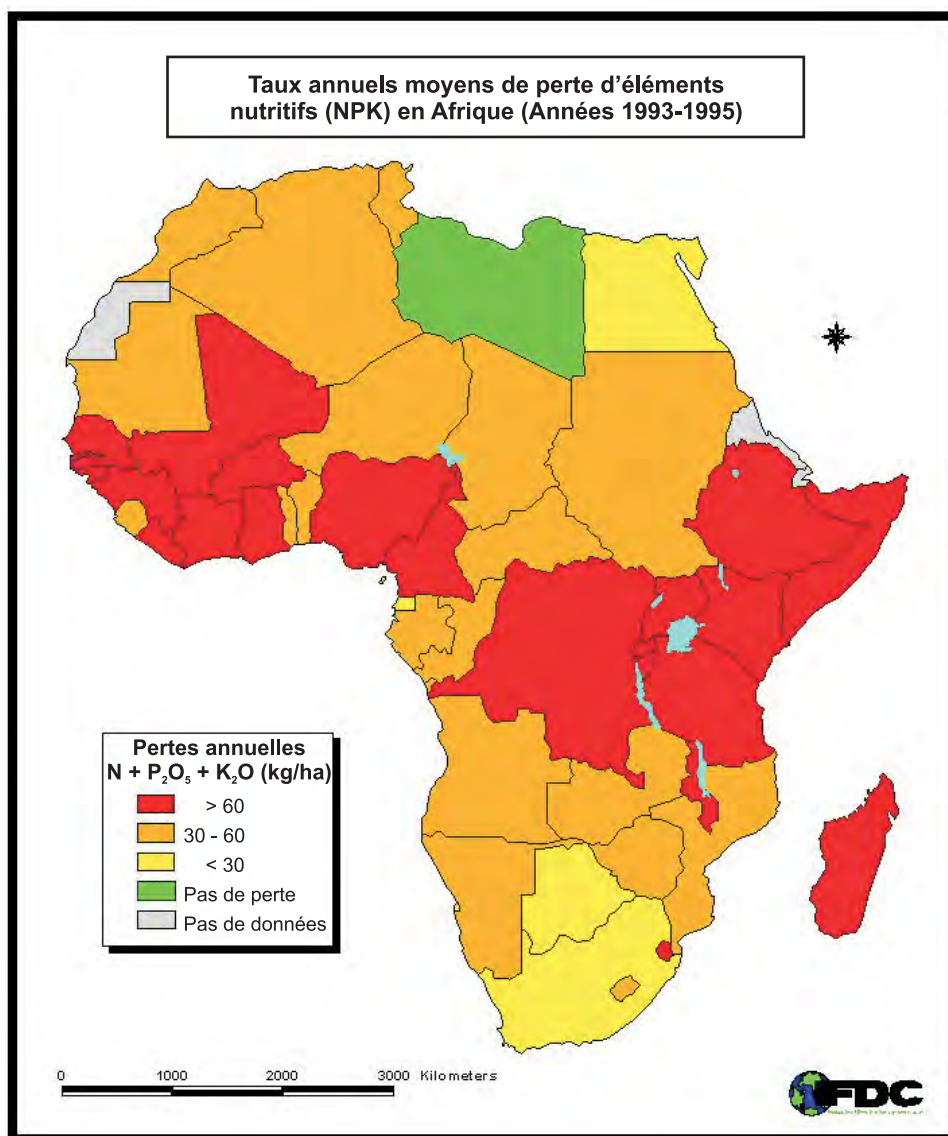 Taux annuels moyens de perte d'éléments
nutritifs (NPK) en Afrique (Années 1993-1995)
Pertes annuelles
N + P₂O₅ + K₂O (kg/ha)
> 60
30 - 60
< 30
Pas de perte
Pas de données
0 1000 2000 3000 Kilometers
IFDC